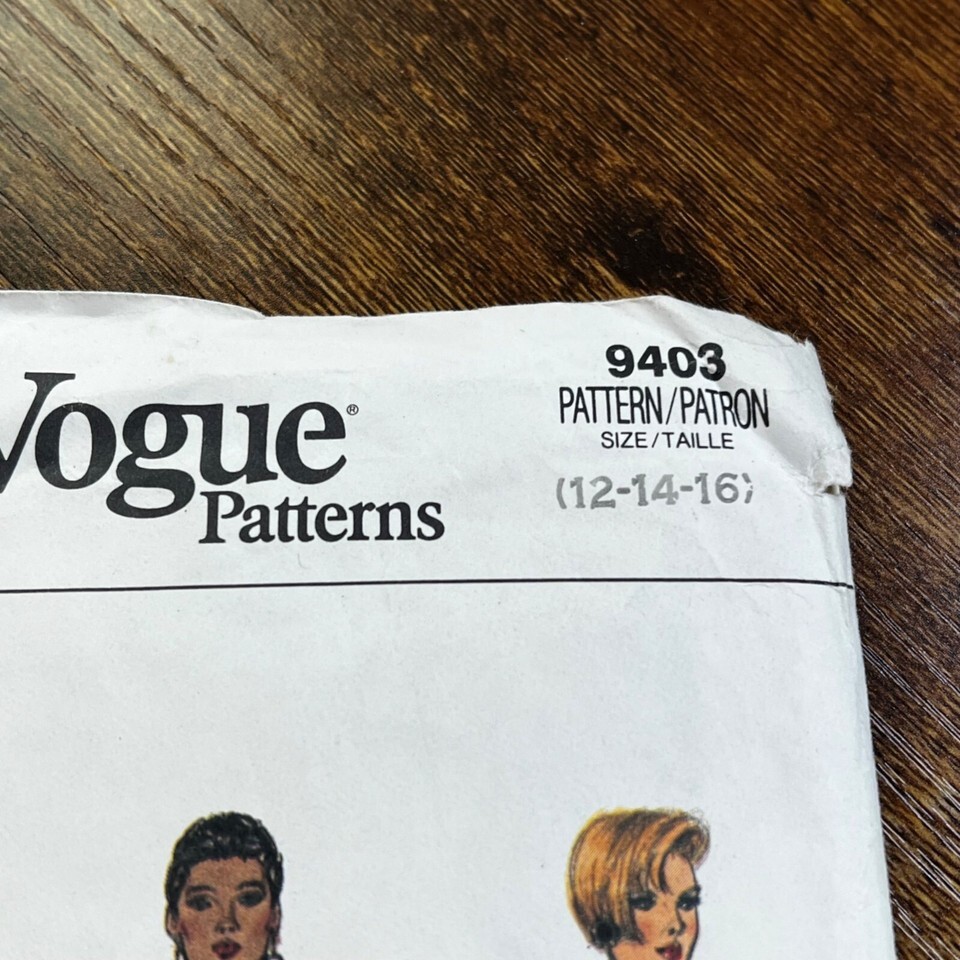 Vogue®
Patterns
9403
PATTERN/PATRON
SIZE/TAILLE
(12-14-16)